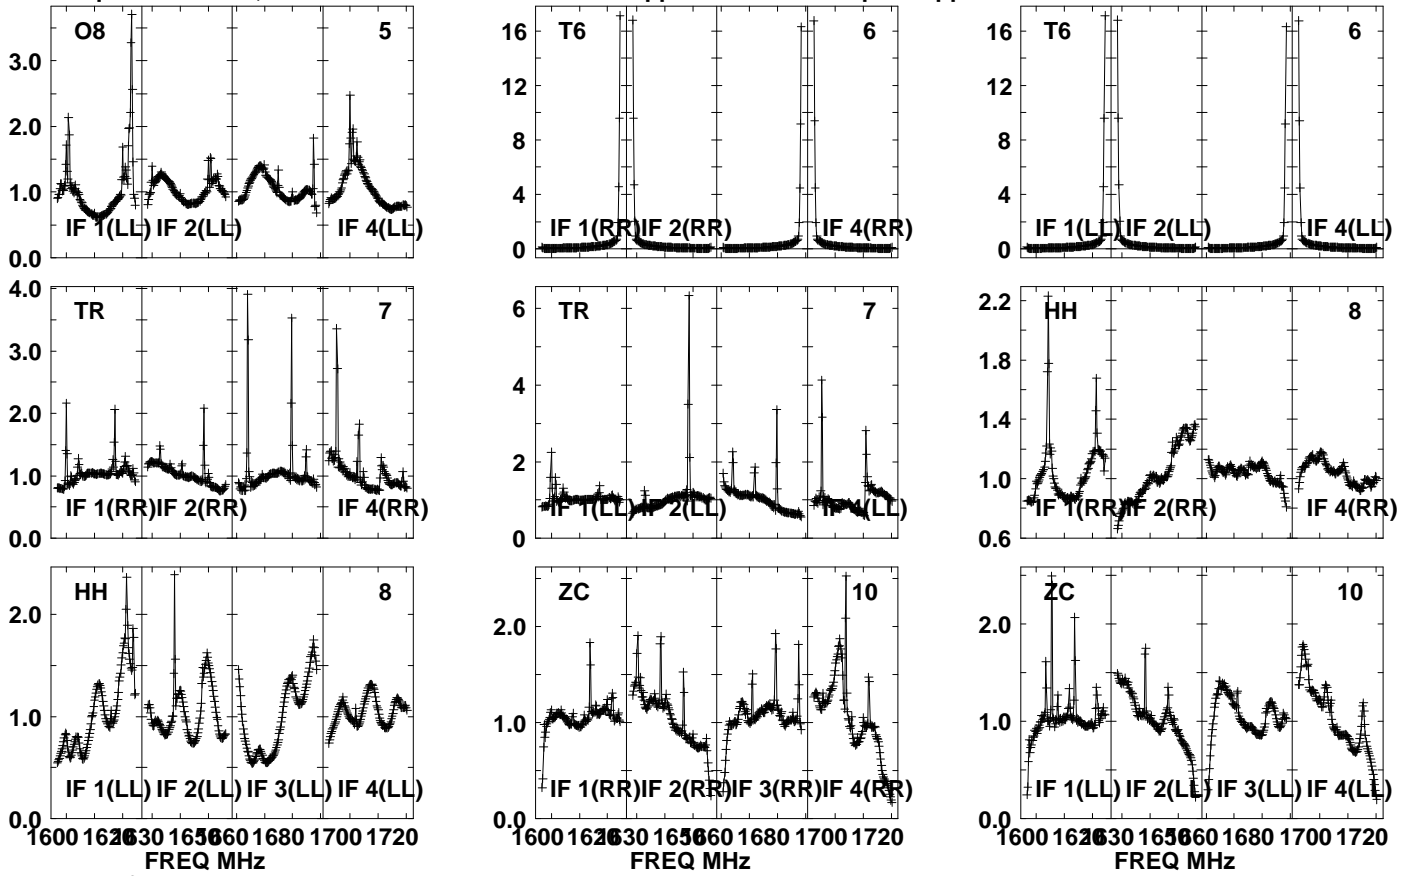 O8 5 T6 6 T6 6
3.0 16 16
2.0 12 12
8 8
1.0 4 4
IF 1(LL) IF 2(LL) IF 4(LL) IF 1(RR) IF 2(RR) IF 4(RR) IF 1(LL) IF 2(LL) IF 4(LL)
0.0 0 0
4.0 TR 7 TR 7 HH 8
3.0 6 2.2
2.0 4 1.8
1.0 2 1.4
IF 1(RR) IF 2(RR) IF 4(RR) IF 1(LL) IF 2(LL) IF 4(LL) 1.0 IF 1(RR) IF 2(RR) IF 4(RR)
0.0 0 0.6
HH 8 ZC 10 ZC 10
2.0 2.0 2.0
1.0 1.0 1.0
IF 1(LL) IF 2(LL) IF 3(LL) IF 4(LL) IF 1(RR) IF 2(RR) IF 3(RR) IF 4(RR) IF 1(LL) IF 2(LL) IF 3(LL) IF 4(LL)
0.0 0.0 0.0
1600 1630 1680 1700 1720 1600 1630 1680 1700 1720 1600 1630 1680 1700 1720
FREQ MHz FREQ MHz FREQ MHz